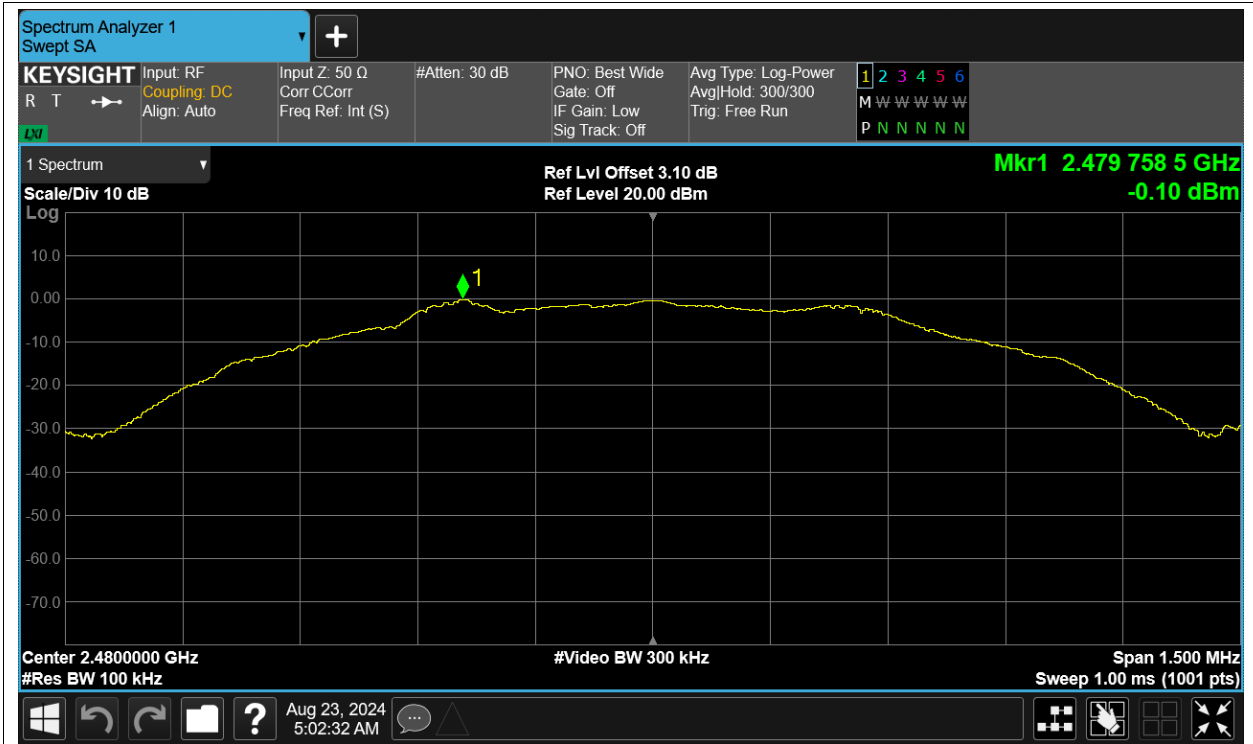 Spectrum Analyzer 1
Swept SA
+
KEYSIGHT
R T
LXI
Input: RF
Coupling: DC
Align: Auto
Input Z: 50 Ω
Corr CCorr
Freq Ref: Int (S)
#Atten: 30 dB
PNO: Best Wide
Gate: Off
IF Gain: Low
Sig Track: Off
Avg Type: Log-Power
Avg|Hold: 300/300
Trig: Free Run
1 2 3 4 5 6
M W W W W W
P N N N N N
1 Spectrum
Scale/Div 10 dB
Log
Ref Lvl Offset 3.10 dB
Ref Level 20.00 dBm
Mkr1 2.479 758 5 GHz
-0.10 dBm
10.0
0.00
-10.0
-20.0
-30.0
-40.0
-50.0
-60.0
-70.0
1
Center 2.4800000 GHz
#Res BW 100 kHz
#Video BW 300 kHz
Span 1.500 MHz
Sweep 1.00 ms (1001 pts)
?
Aug 23, 2024
5:02:32 AM